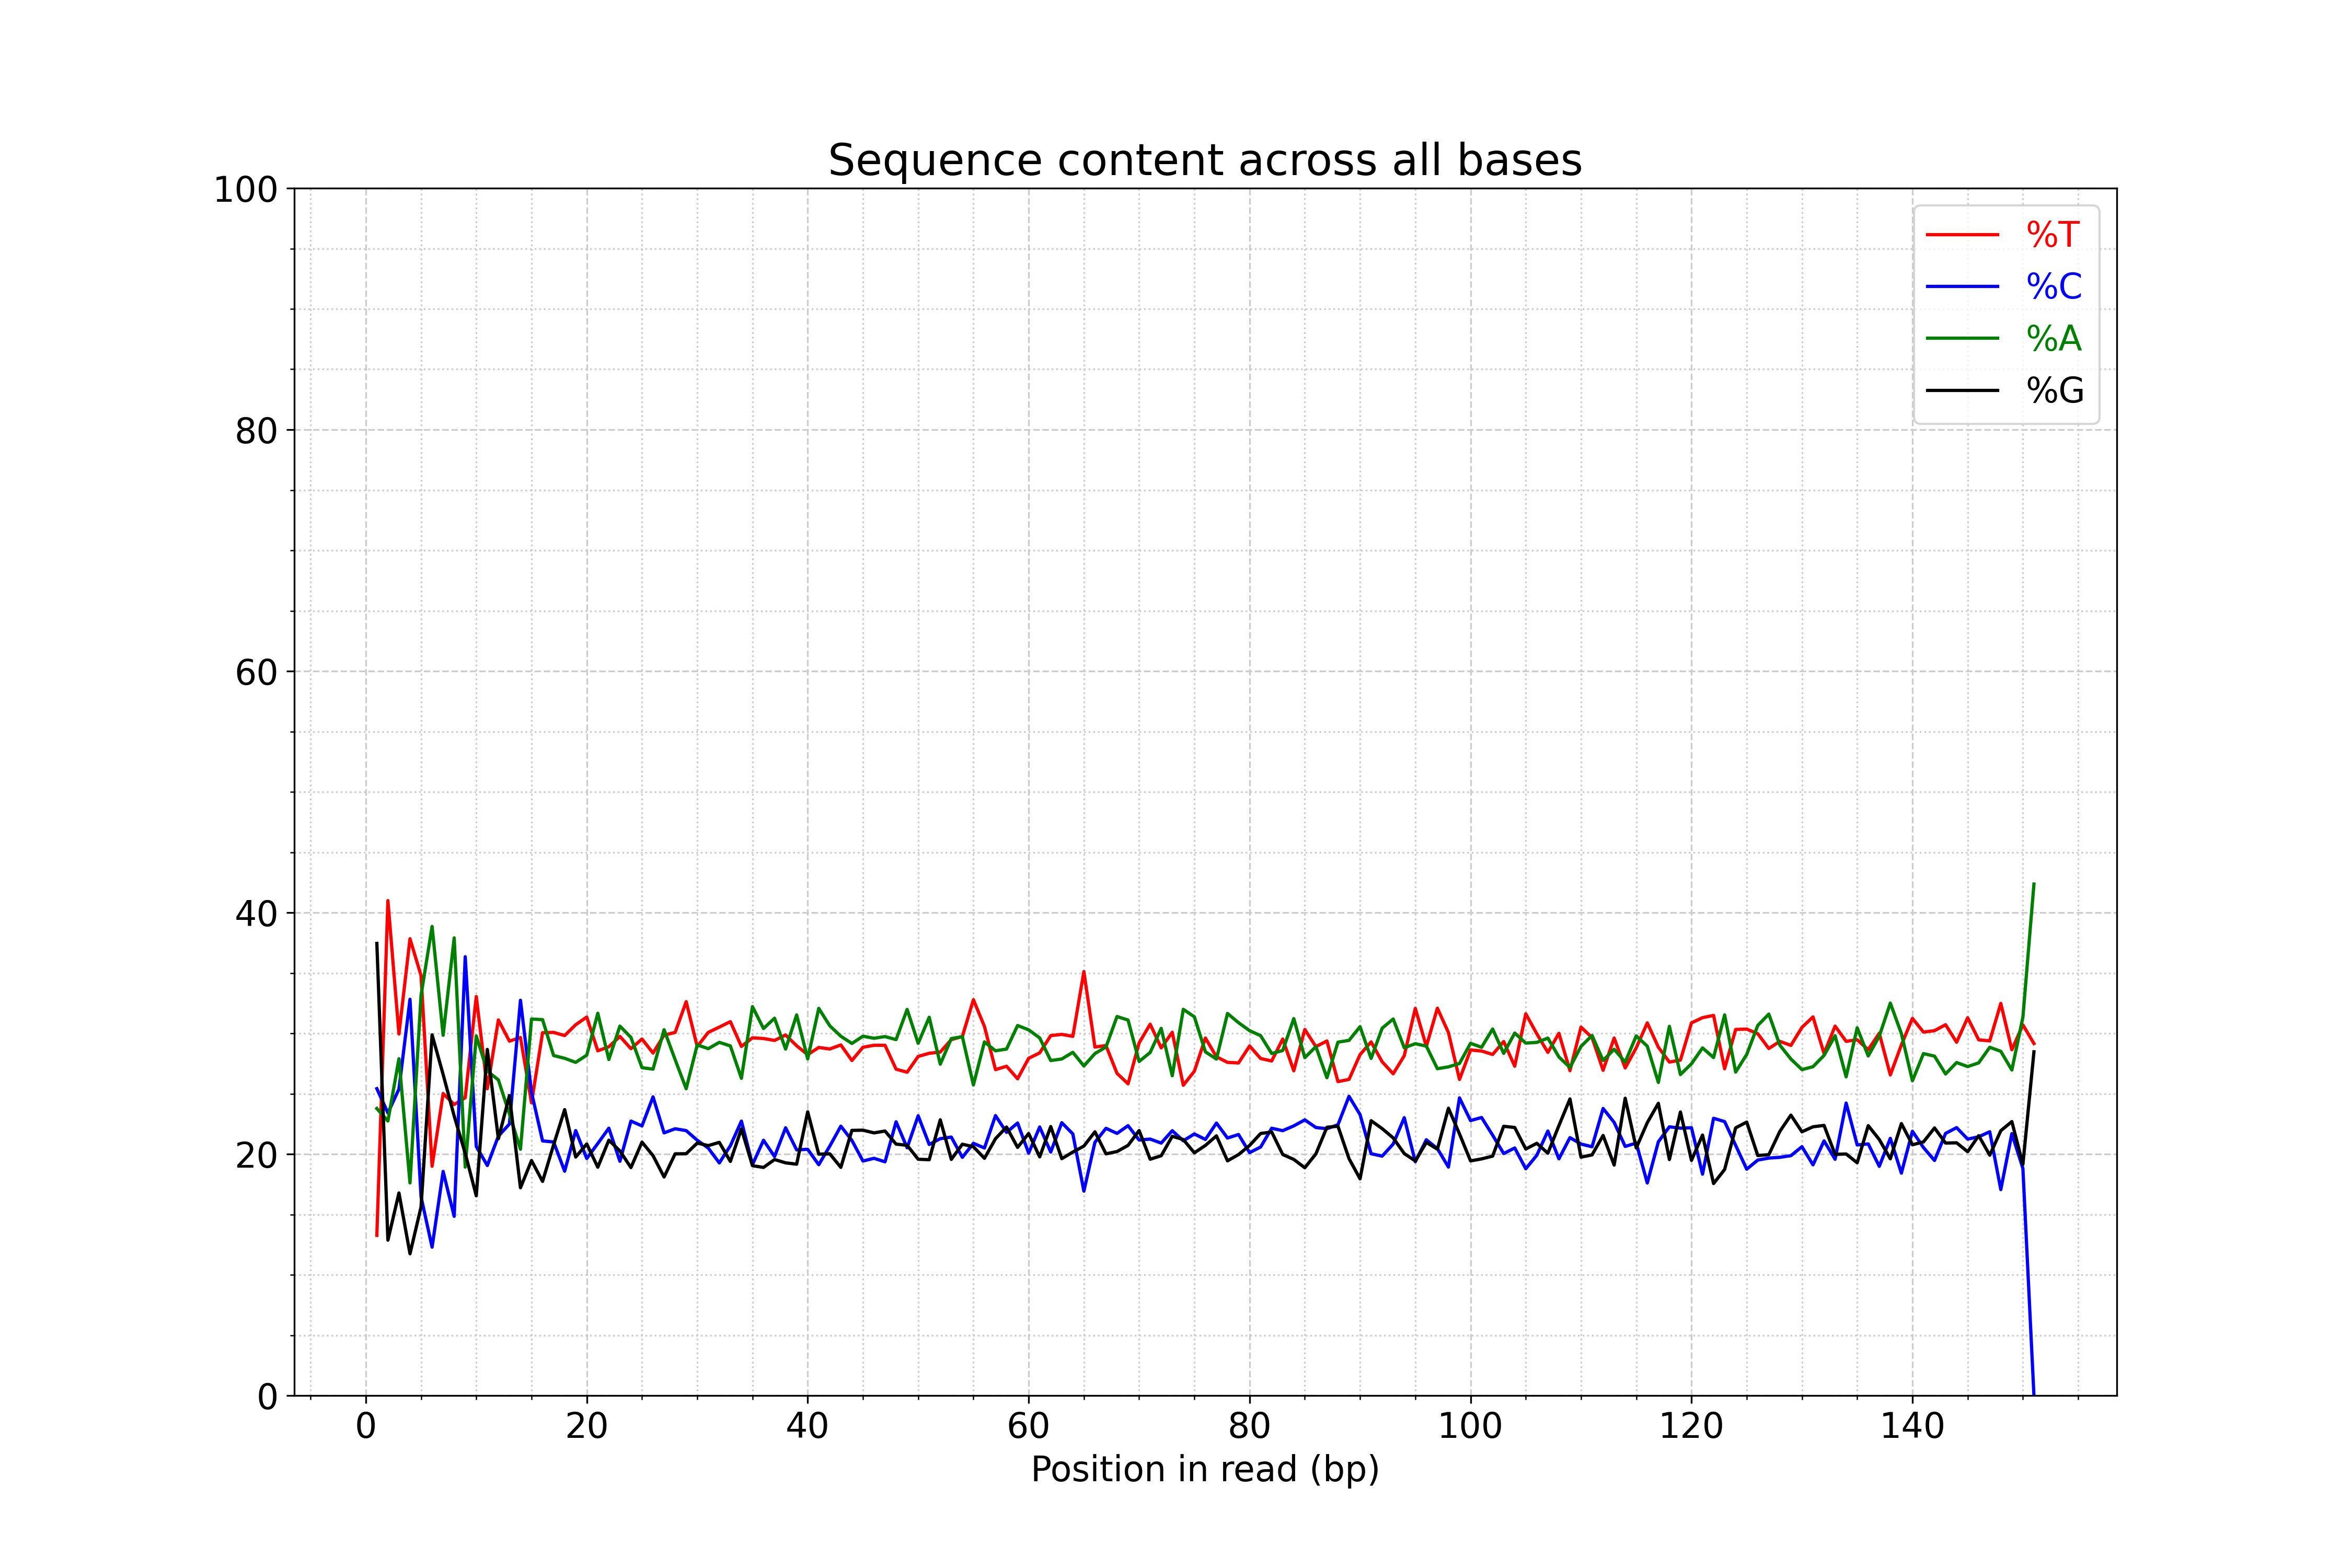 Sequence content across all bases
100
80
60
40
20
0
%T
%C
%A
%G
0 20 40 60 80 100 120 140
Position in read (bp)